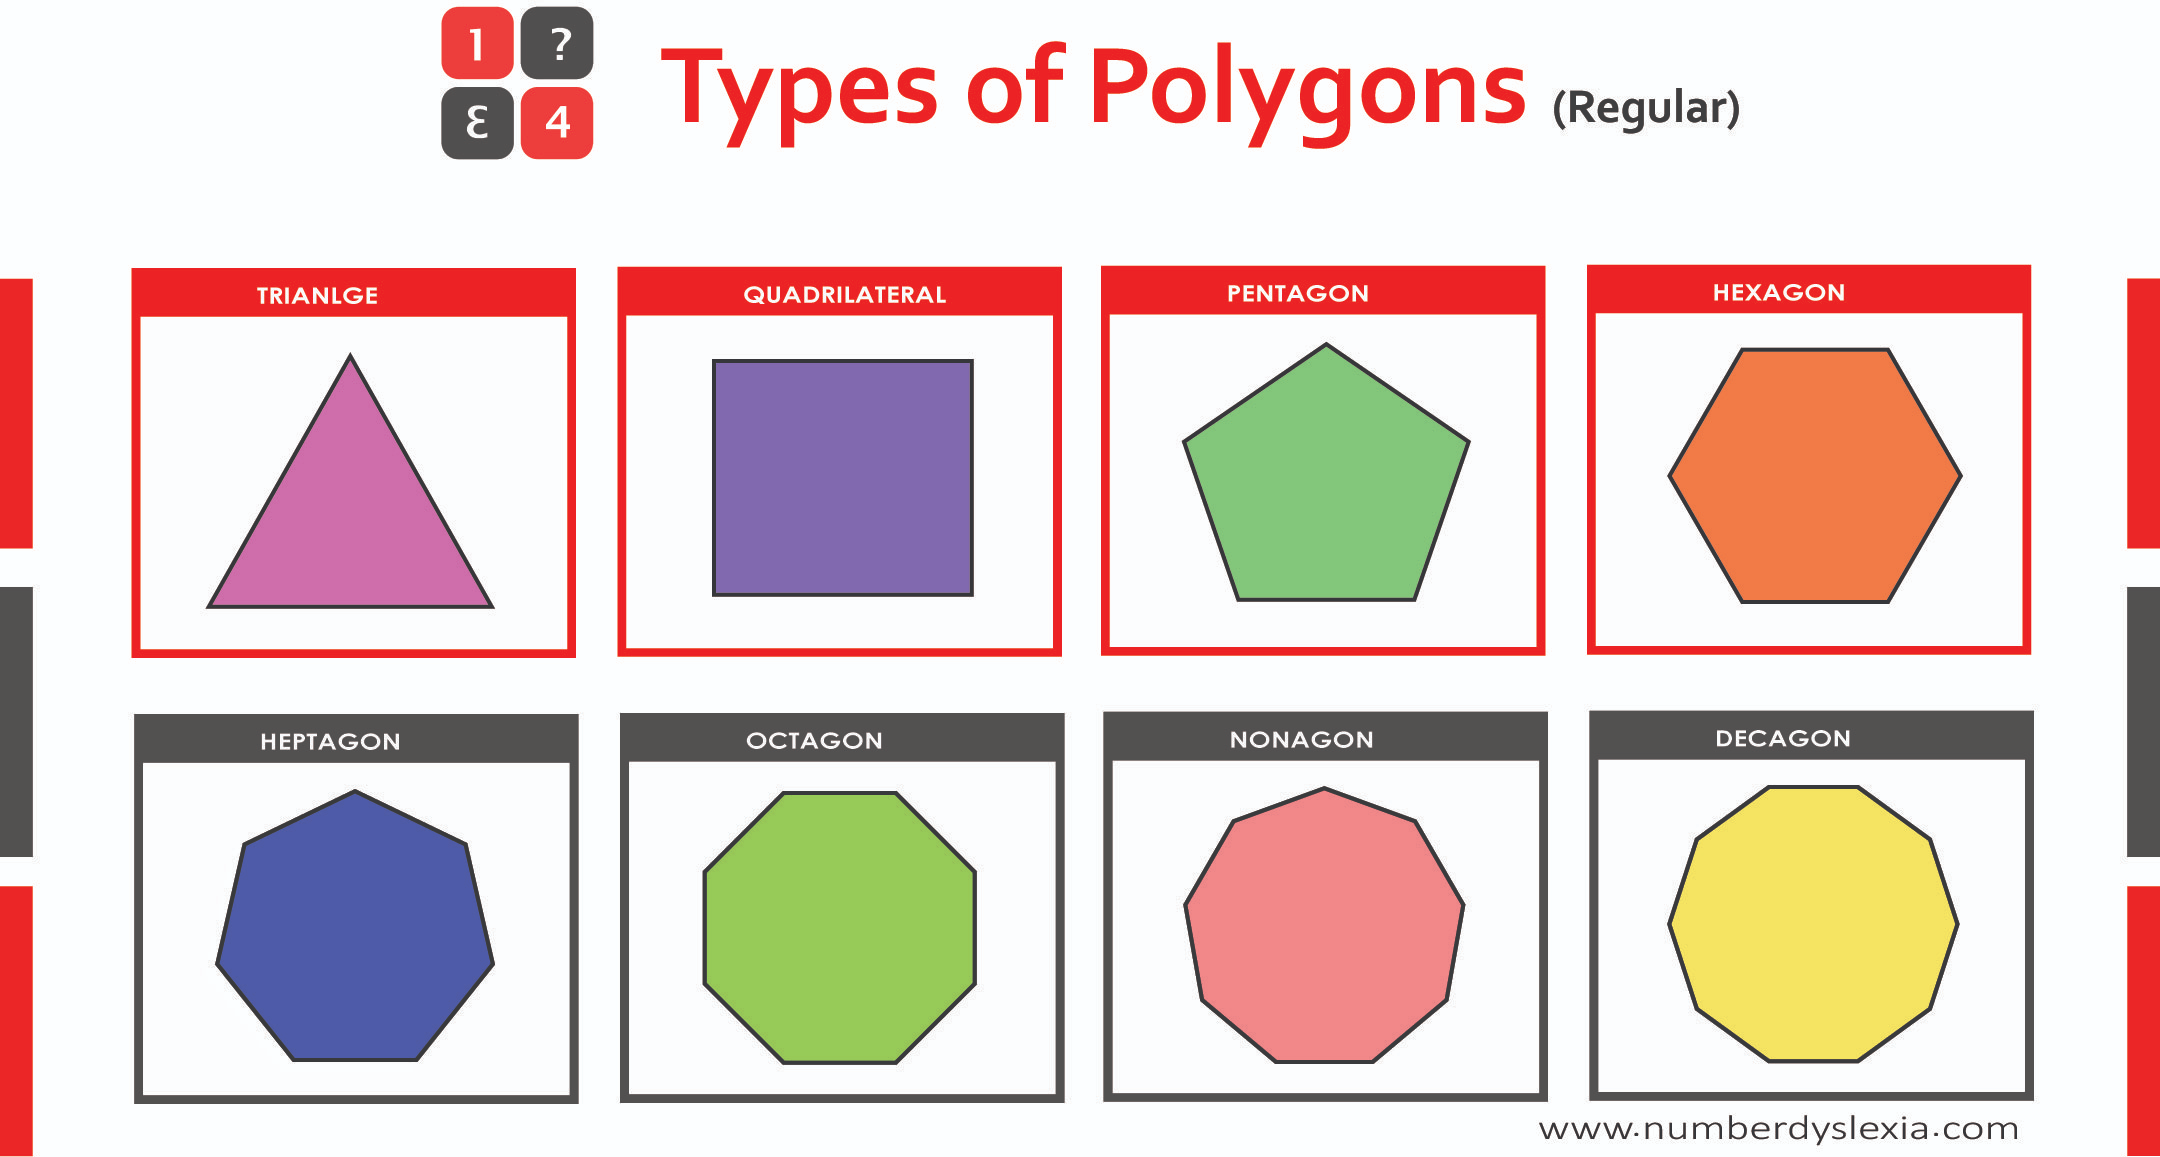 1 ?
Ɛ 4
Types of Polygons (Regular)
TRIANLGE
QUADRILATERAL
PENTAGON
HEXAGON
HEPTAGON
OCTAGON
NONAGON
DECAGON
www.numberdyslexia.com